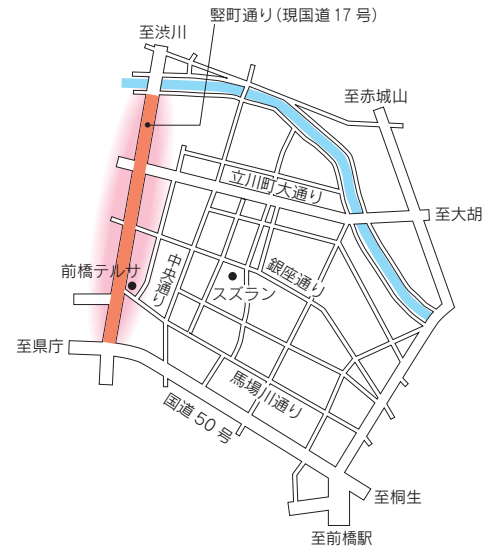 竪町通り(現国道17号)
至渋川
至赤城山
立川町大通り
至大胡
前橋テルサ
中央通り
スズラン
銀座通り
至県庁
馬場川通り
国道50号
至桐生
至前橋駅